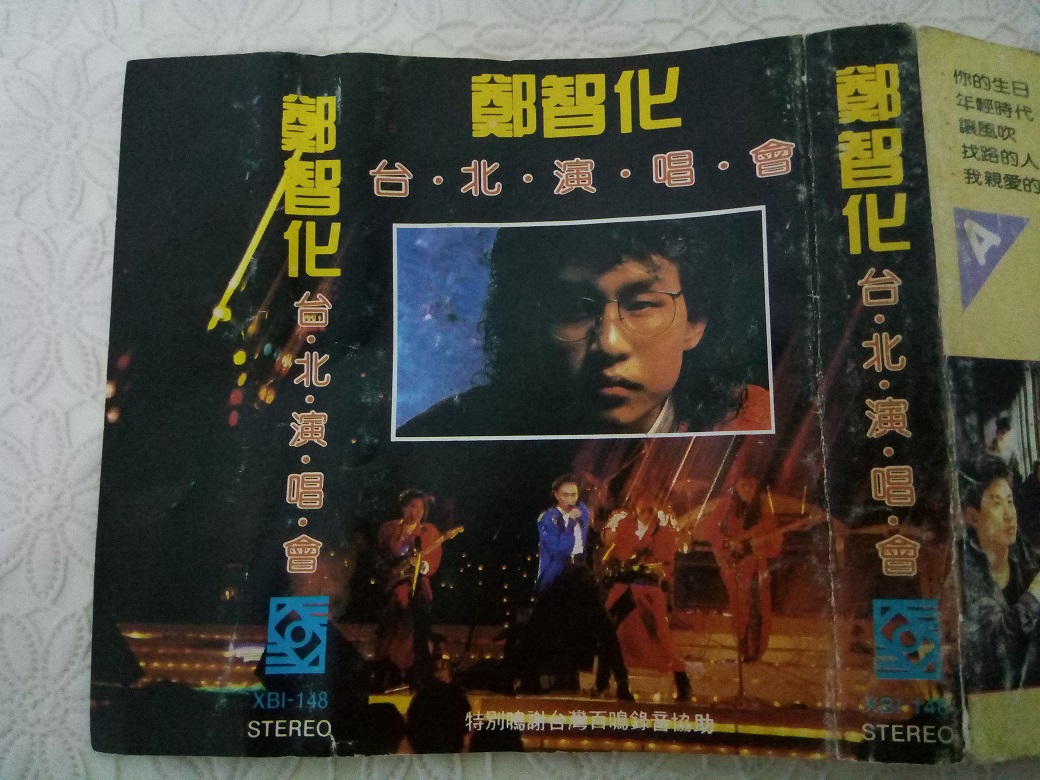 鄭智化
台·北·演·唱·會
XBI-148
STEREO
鄭智化
台·北·演·唱·會
特別鳴謝台灣百鳴錄音協助
鄭智化
台·北·演·唱·會
XBI-148
STEREO
·你的生日
·年輕時代
·讓風吹
·找路的人
·我親愛的
A